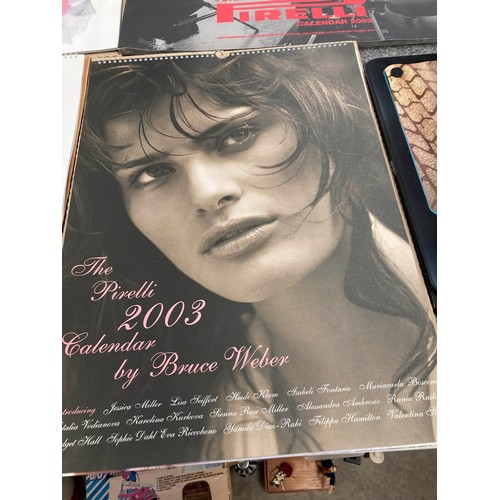 PIRELLI
CALENDAR 2002
The
Pirelli
2003
Calendar
by Bruce Weber
Introducing Jessica Miller Lisa Seiffert Heidi Klum Isabeli Fontana Mariacarla Boscono
Natalia Vodianova Karolina Kurkova Sienna Rose Miller Alessandra Ambrosio Rania
Bridget Hall Sophie Dahl Eva Riccobono Yamila Diaz-Rahi Filippa Hamilton Valentina